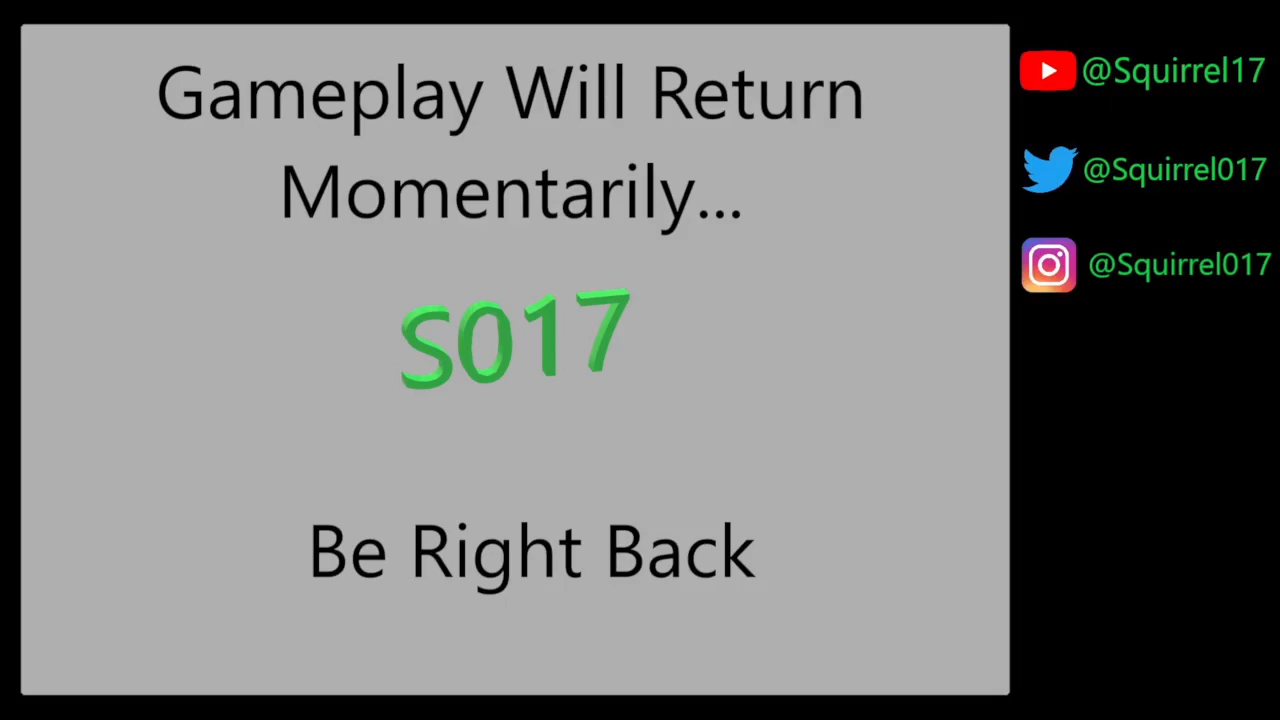 Gameplay Will Return
Momentarily...
S017
Be Right Back
@Squirrel17
@Squirrel017
@Squirrel017